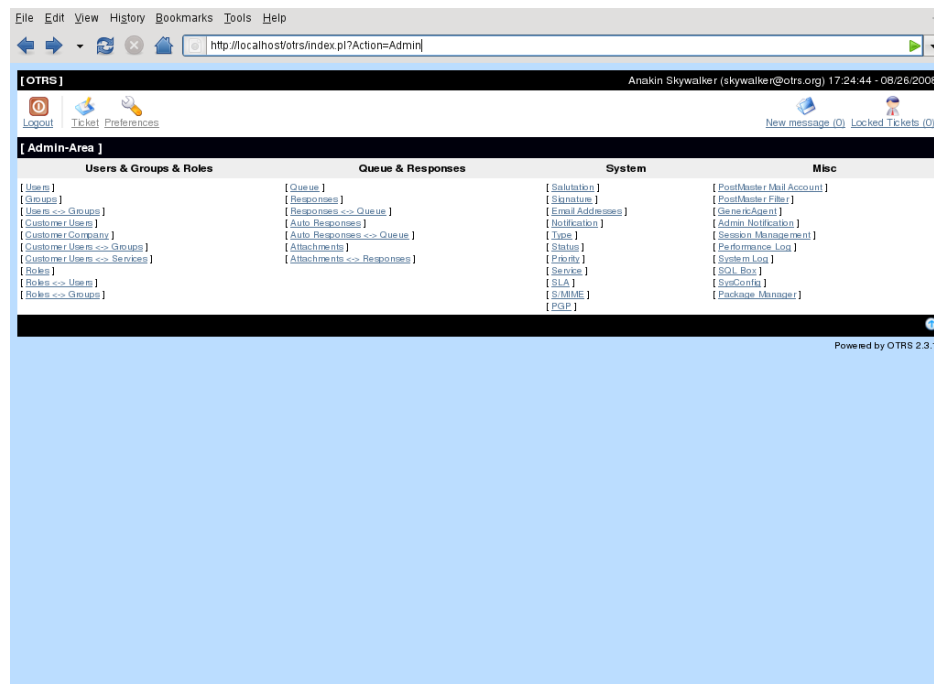 File Edit View History Bookmarks Tools Help
http://localhost/otrs/index.pl?Action=Admin
[ OTRS ] Anakin Skywalker (skywalker@otrs.org) 17:24:44 - 08/26/200
Logout Ticket Preferences New message (0) Locked Tickets (0)
[ Admin-Area ]
Users & Groups & Roles Queue & Responses System Misc
[ Users ] [ Queue ] [ Salutation ] [ PostMaster Mail Account ]
[ Groups ] [ Responses ] [ Signature ] [ PostMaster Filter ]
[ Users <-> Groups ] [ Responses <-> Queue ] [ Email Addresses ] [ GenericAgent ]
[ Customer Users ] [ Auto Responses ] [ Notification ] [ Admin Notification ]
[ Customer Company ] [ Auto Responses <-> Queue ] [ Type ] [ Session Management ]
[ Customer Users <-> Groups ] [ Attachments ] [ Status ] [ Performance Log ]
[ Customer Users <-> Services ] [ Attachments <-> Responses ] [ Priority ] [ System Log ]
[ Roles ] [ Service ] [ SQL Box ]
[ Roles <-> Users ] [ SLA ] [ SysConfig ]
[ Roles <-> Groups ] [ S/MIME ] [ Package Manager ]
[ PGP ]
Powered by OTRS 2.3.